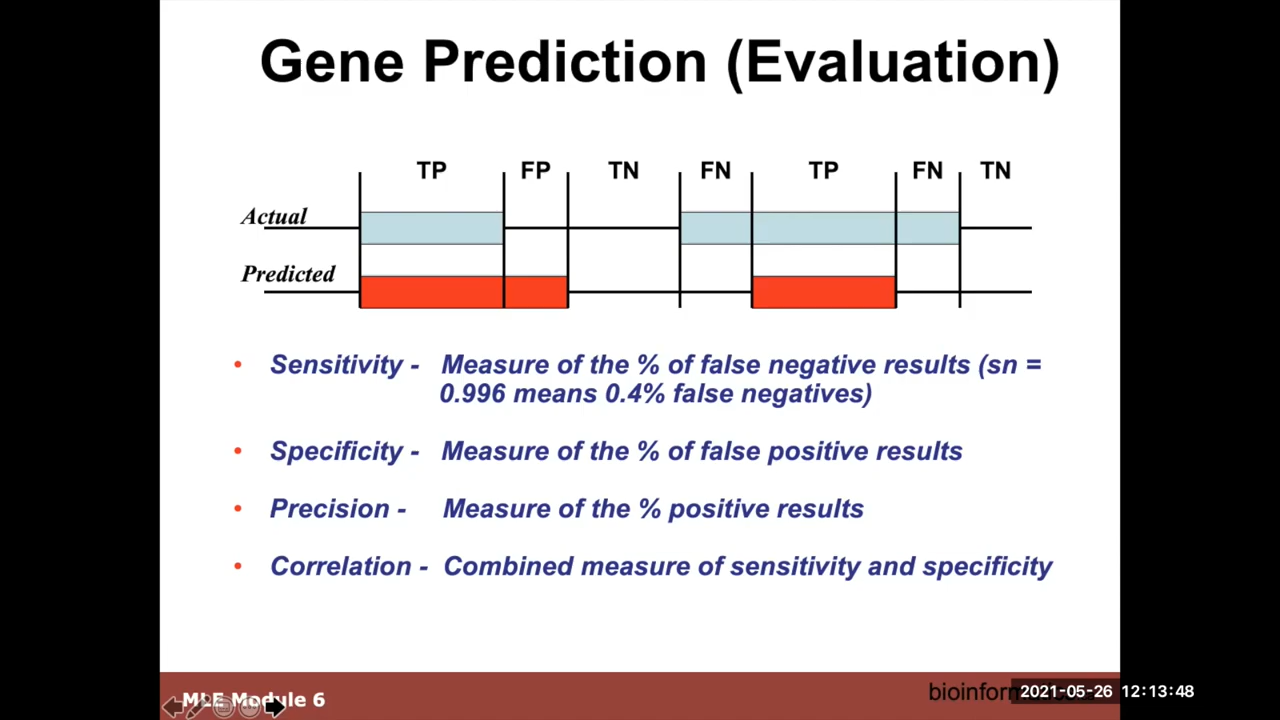 Gene Prediction (Evaluation)
TP FP TN FN TP FN TN
Actual
Predicted
• Sensitivity - Measure of the % of false negative results (sn =
0.996 means 0.4% false negatives)
• Specificity - Measure of the % of false positive results
• Precision - Measure of the % positive results
• Correlation - Combined measure of sensitivity and specificity
MLE Module 6
2021-05-26 12:13:48